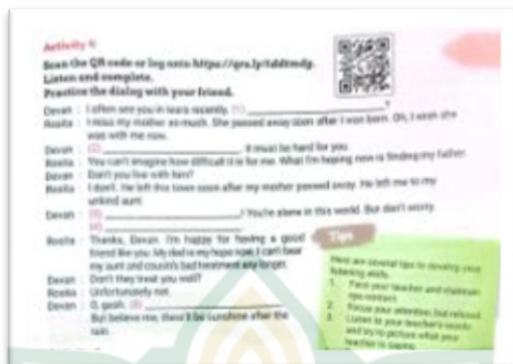 Activity 4
Scan the QR code or log onto https://qrs.ly/
Listen and complete.
Practice the dialog with your friend.
Devan : I often see you in tears recently. (1) ____________________?
Rosita : I miss my mother so much. She passed away soon after I was born. Oh, I wish she
was with me now.
Devan : (2)____________________. It must be hard for you.
Rosita : You can't imagine how difficult it is for me. What I'm hoping now is finding my father.
Devan : Don't you live with him?
Rosita : I don't. He left this town soon after my mother passed away. He left me to my
unkind aunt.
Devan : (3) ____________________! You're alone in this world. But don't worry.
(4) ____________________.
Rosita : Thanks, Devan. I'm happy for having a good
friend like you. My dad is my hope now. I can't bear
my aunt and cousin's bad treatment any longer.
Devan : Don't they treat you well?
Rosita : Unfortunately not.
Devan : O, gosh. (5) ____________________
But believe me, there'll be sunshine after the
rain.
Tips
Here are several tips to develop your
listening skills.
1. Face your teacher and maintain
eye contact.
2. Focus your attention, but relaxed.
3. Listen to your teacher's words
and try to picture what your
teacher is saying.